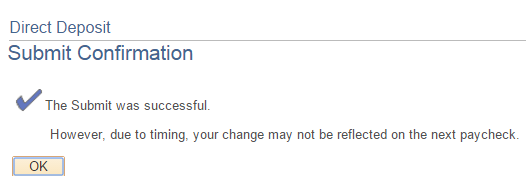 Direct Deposit
Submit Confirmation
The Submit was successful.
However, due to timing, your change may not be reflected on the next paycheck.
OK